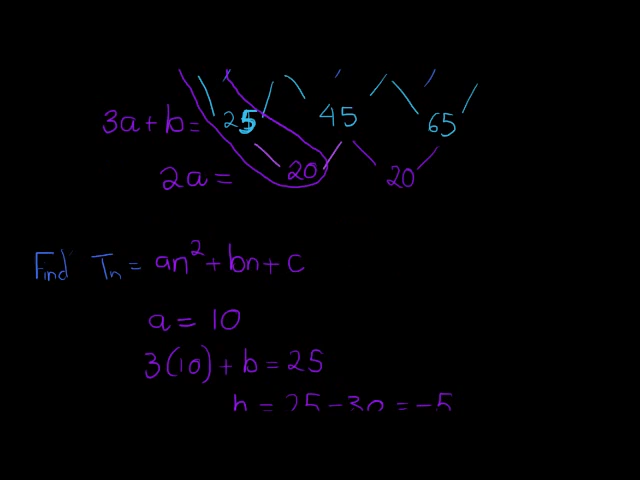 3a+b= 25 45 65
2a= 20 20
Find Tn = an² + bn + c
a = 10
3(10) + b = 25
b = 25 - 30 = -5